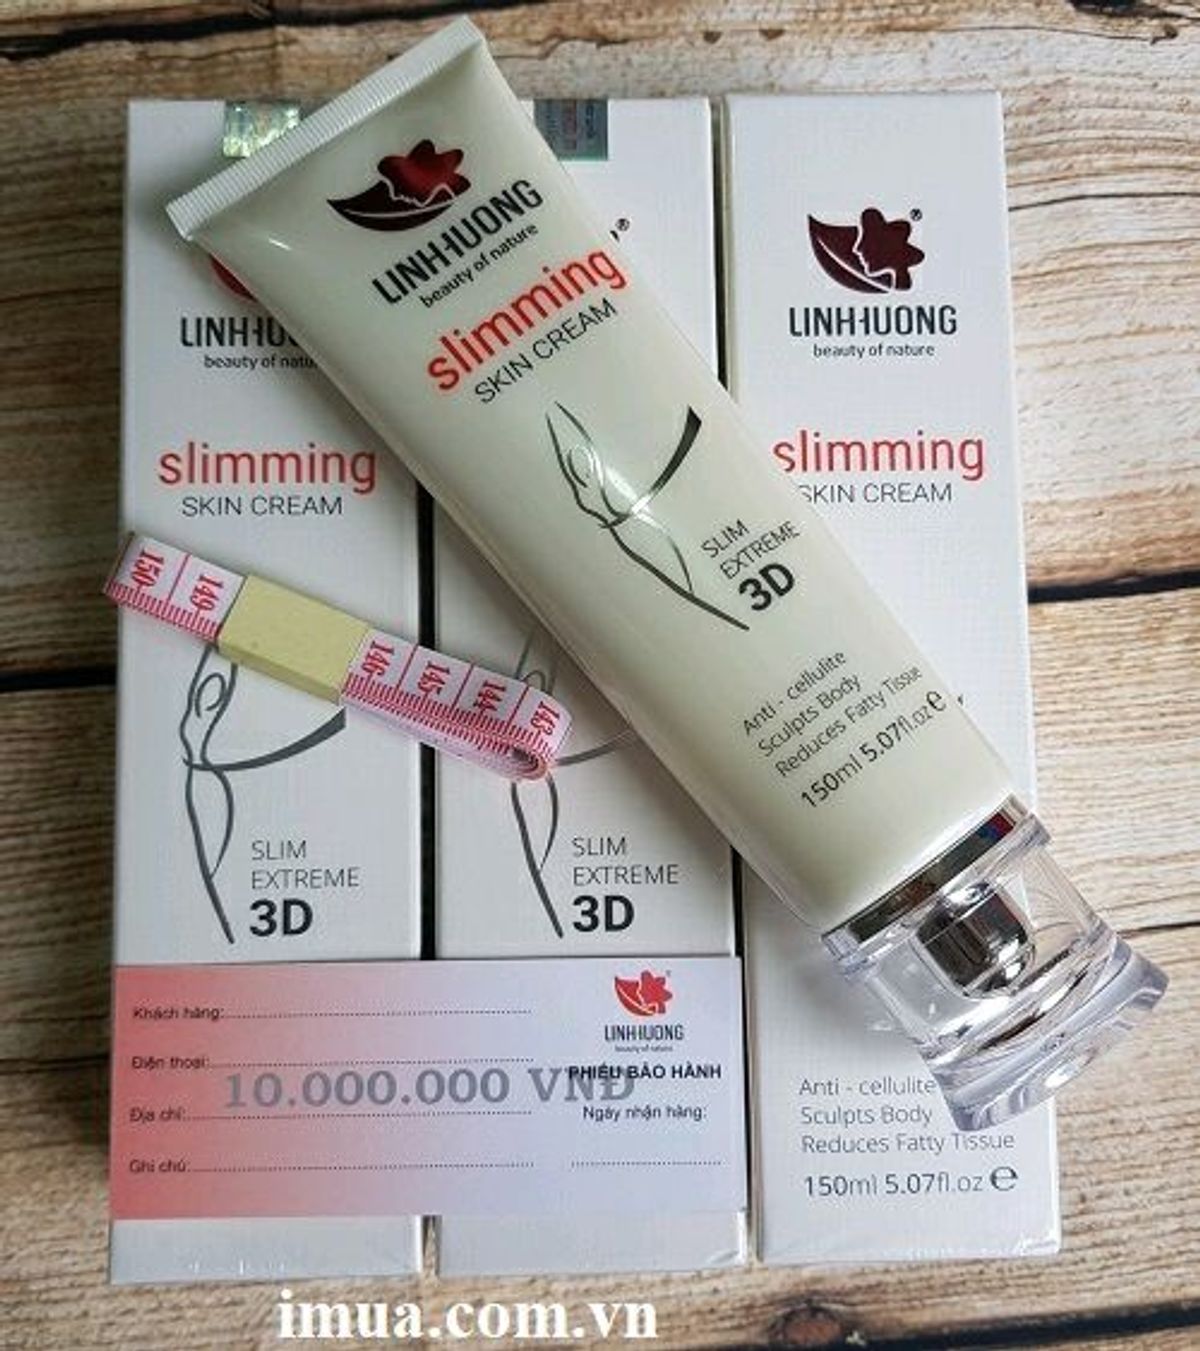 LINHHUONG
beauty of nature
slimming
SKIN CREAM
SLIM
EXTREME
3D
Anti - cellulite
Sculpts Body
Reduces Fatty Tissue
150ml 5.07fl.oz e
beauty of
slimming
SKIN CREAM
SLIM
EXTREME
3D
SLIM
EXTREME
3D
®
LINHHUONG
beauty of nature
slimming
SKIN CREAM
Anti - cellulite
Sculpts Body
Reduces Fatty Tissue
150ml 5.07fl.oz e
150
149
146
145
144
143
Khách hàng:
Điện thoại:
10.000.000 VNĐ
Địa chỉ:
Ghi chú:
LINHHUONG
beauty of nature
PHIẾU BẢO HÀNH
Ngày nhận hàng:
imua.com.vn